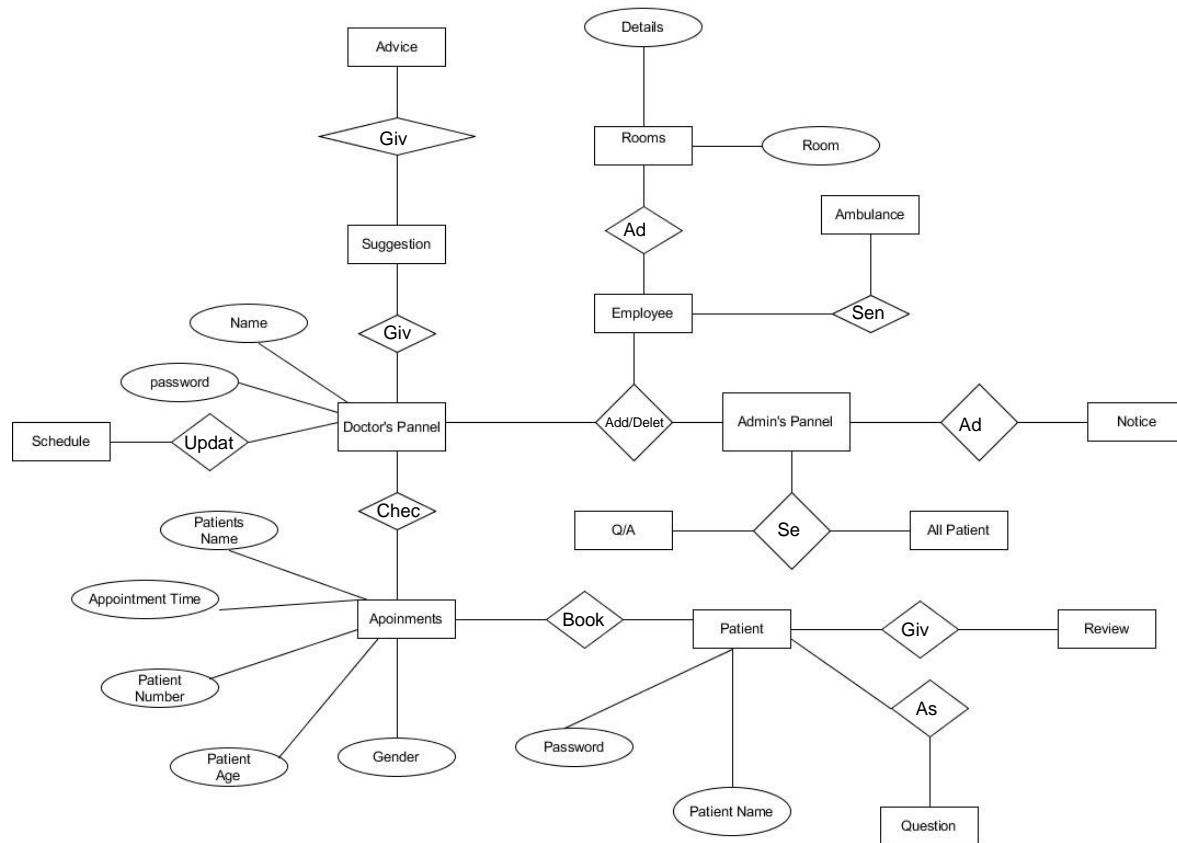 Details
Advice
Giv
Rooms
Room
Ambulance
Ad
Suggestion
Employee
Sen
Name
Giv
password
Schedule
Updat
Doctor's Pannel
Add/Delet
Admin's Pannel
Ad
Notice
Chec
Patients
Name
Q/A
Se
All Patient
Appointment Time
Apoinments
Book
Patient
Giv
Review
Patient
Number
As
Password
Gender
Patient
Age
Patient Name
Question